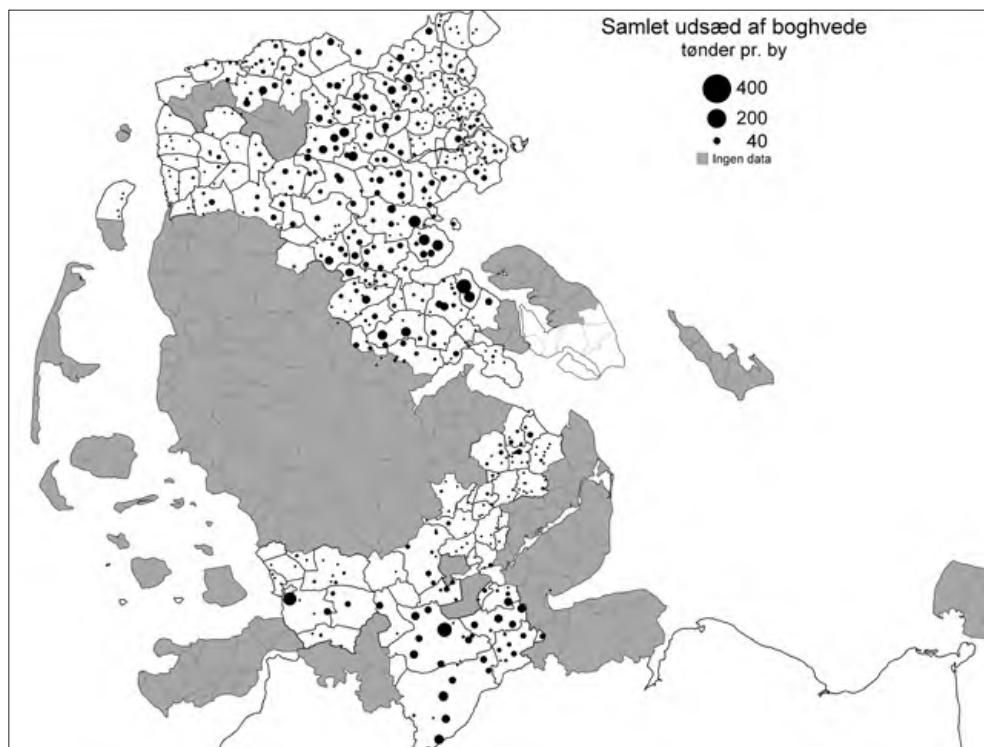 Samlet udsæd af boghvede
tønder pr. by
400
200
40
Ingen data